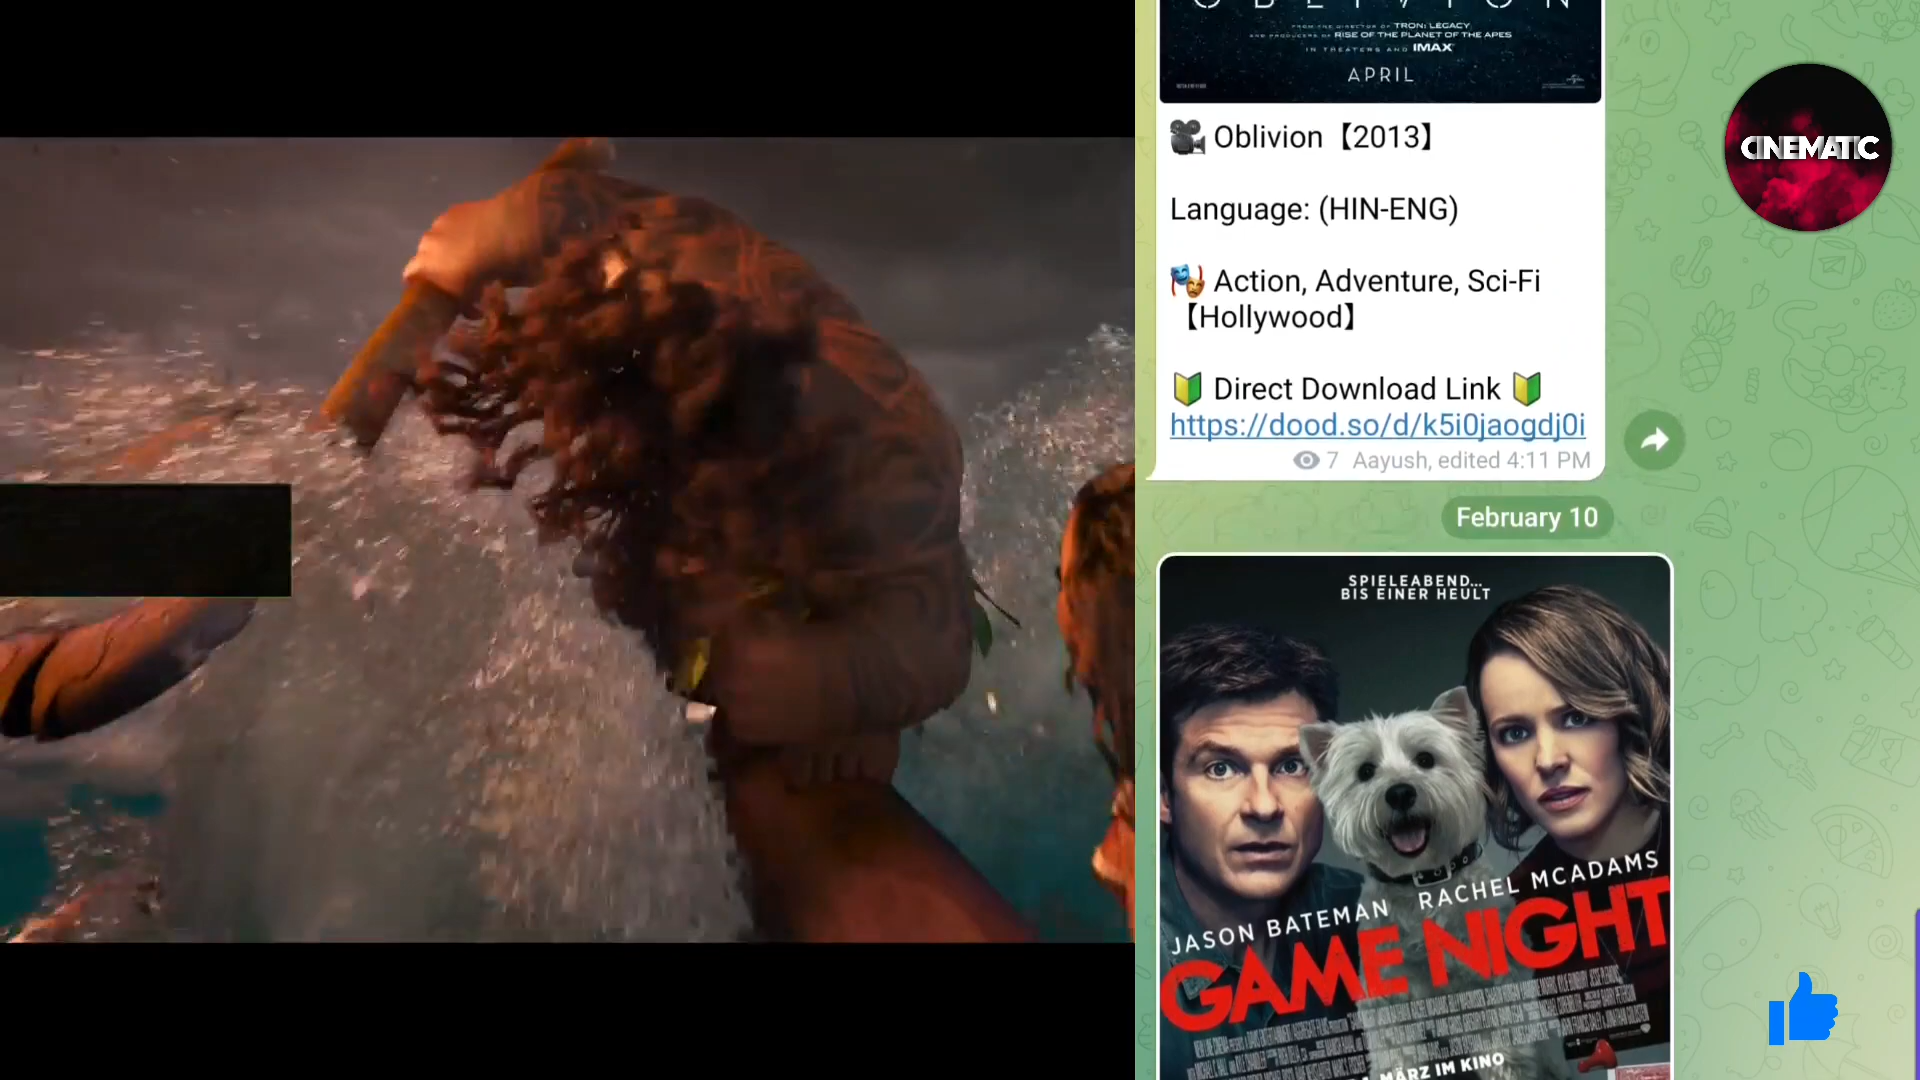 OBLIVION
FROM THE DIRECTOR OF TRON: LEGACY
AND PRODUCERS OF RISE OF THE PLANET OF THE APES
IN THEATERS AND IMAX
APRIL
🎥 Oblivion【2013】
Language: (HIN-ENG)
🎭 Action, Adventure, Sci-Fi
【Hollywood】
🔰 Direct Download Link 🔰
https://dood.so/d/k5i0jaogdj0i
7 Aayush, edited 4:11 PM
CINEMATIC
February 10
SPIELEABEND...
BIS EINER HEULT
JASON BATEMAN RACHEL MCADAMS
GAME NIGHT
MÄRZ IM KINO